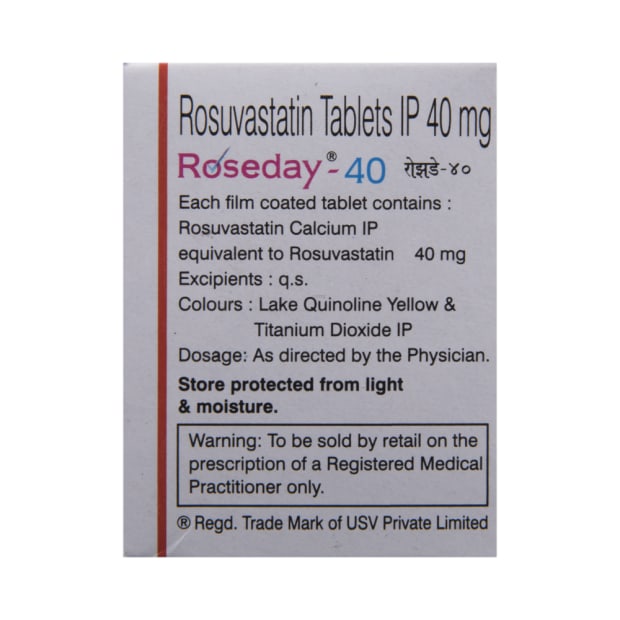 Rosuvastatin Tablets IP 40 mg
Roseday®-40 रोझडे-४०
Each film coated tablet contains :
Rosuvastatin Calcium IP
equivalent to Rosuvastatin 40 mg
Excipients : q.s.
Colours : Lake Quinoline Yellow &
Titanium Dioxide IP
Dosage: As directed by the Physician.
Store protected from light
& moisture.
Warning: To be sold by retail on the
prescription of a Registered Medical
Practitioner only.
® Regd. Trade Mark of USV Private Limited